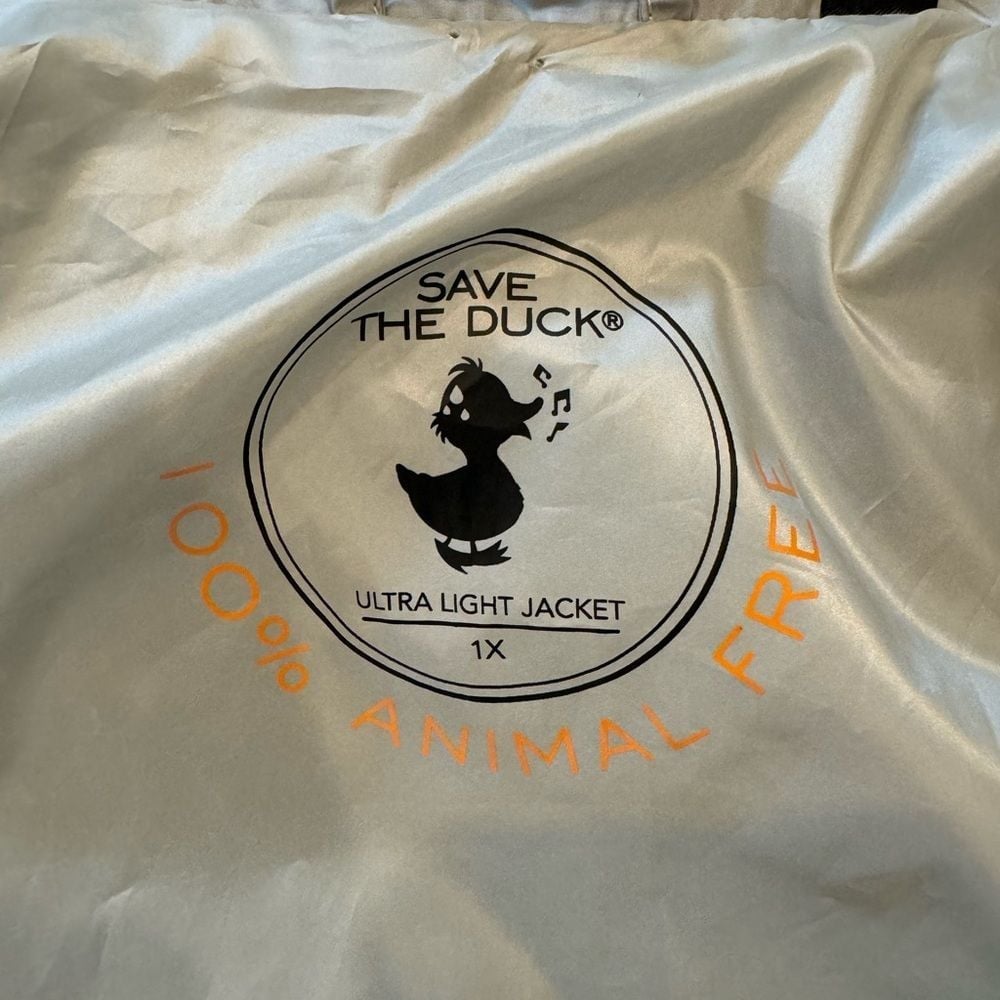 SAVE
THE DUCK®
ULTRA LIGHT JACKET
1X
100% ANIMAL FREE